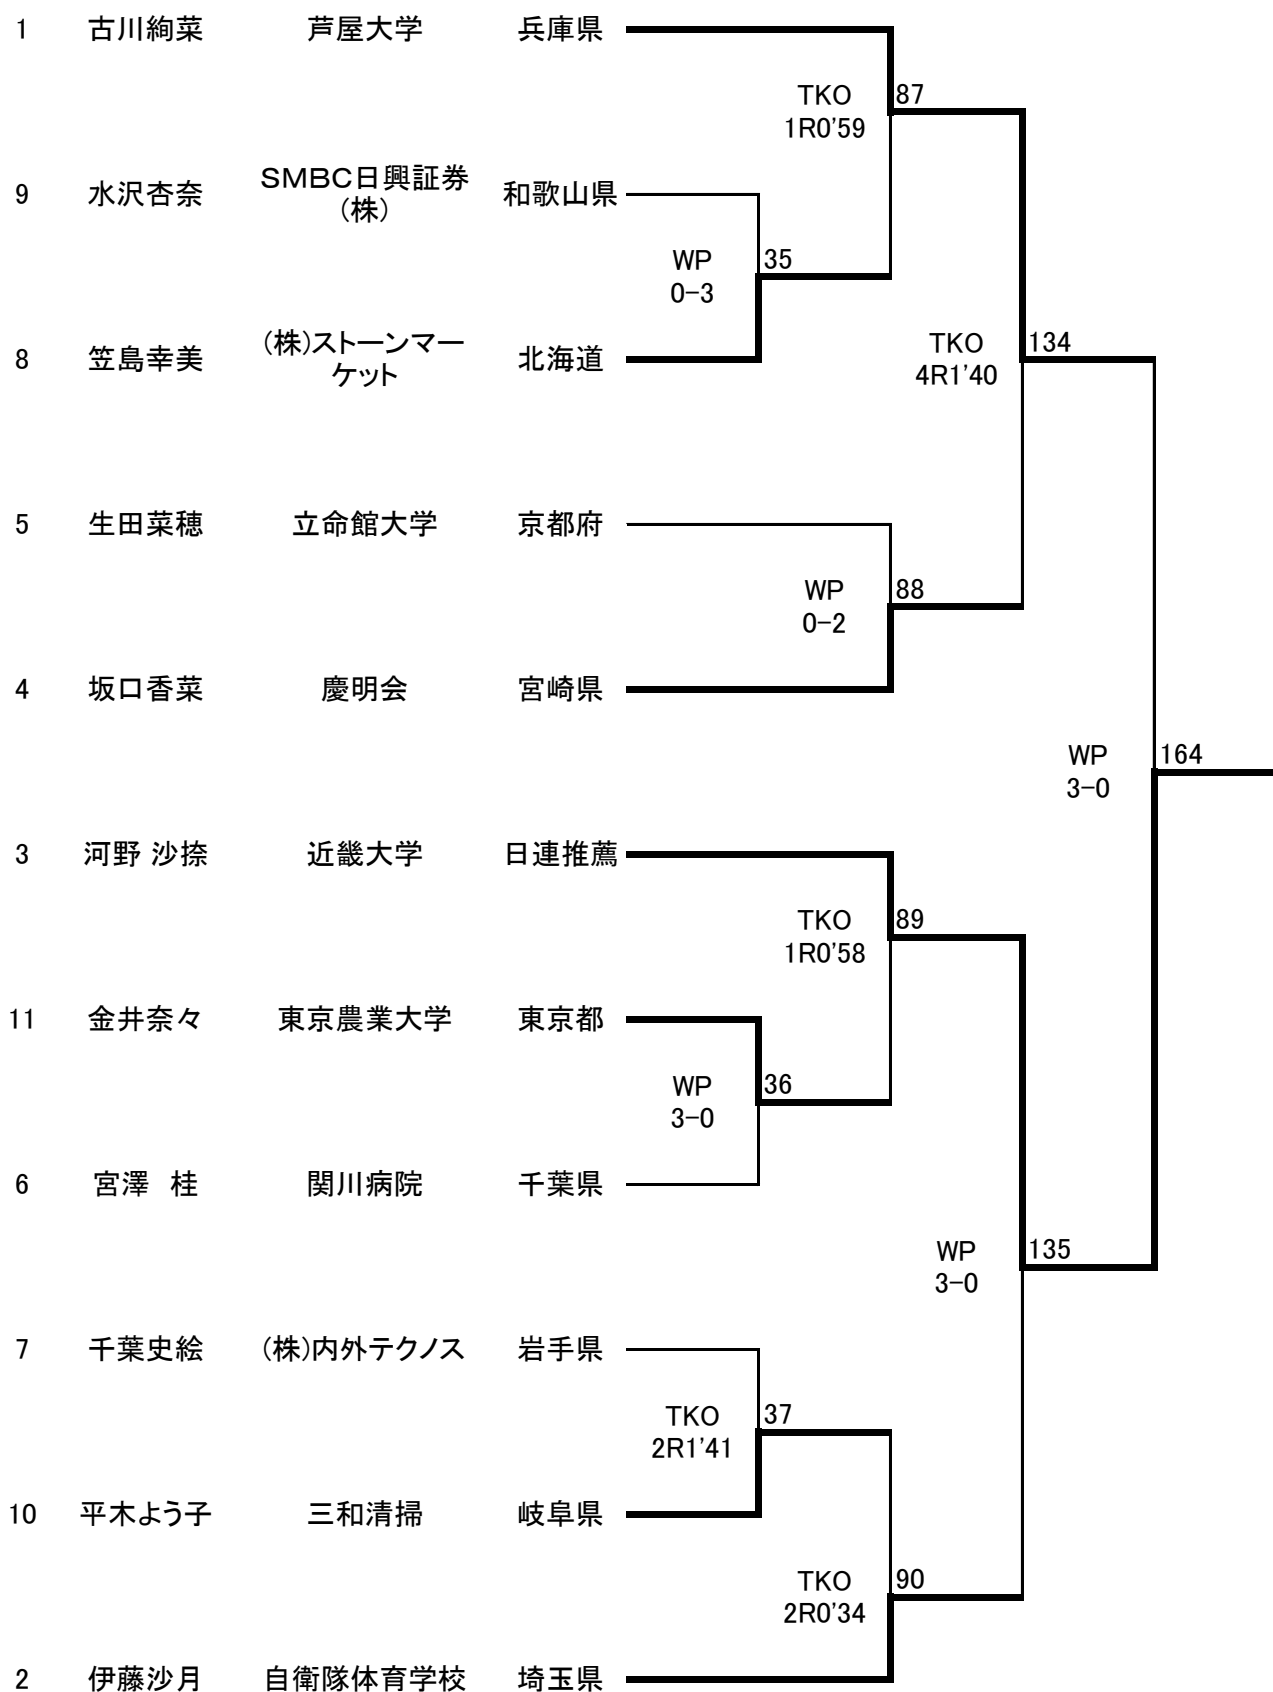 1 古川絢菜 芦屋大学 兵庫県
TKO 87
1R0'59
9 水沢杏奈 SMBC日興証券(株) 和歌山県
WP 35
0-3
8 笠島幸美 (株)ストーンマーケット 北海道
TKO 134
4R1'40
5 生田菜穂 立命館大学 京都府
WP 88
0-2
4 坂口香菜 慶明会 宮崎県
WP 164
3-0
3 河野 沙捺 近畿大学 日連推薦
TKO 89
1R0'58
11 金井奈々 東京農業大学 東京都
WP 36
3-0
6 宮澤　桂 関川病院 千葉県
WP 135
3-0
7 千葉史絵 (株)内外テクノス 岩手県
TKO 37
2R1'41
10 平木よう子 三和清掃 岐阜県
TKO 90
2R0'34
2 伊藤沙月 自衛隊体育学校 埼玉県